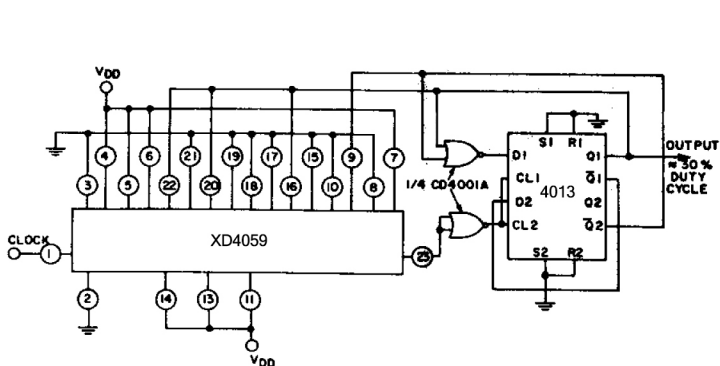 VDD
4
6
21
19
17
15
9
7
3
5
22
20
18
16
10
8
1/4 CD4001A
S1 R1
D1
Q1
OUTPUT
≈ 30 %
DUTY
CYCLE
CL1
4013
Q̅1
D2
Q2
CL2
Q̅2
S2 R2
XD4059
CLOCK
1
23
2
14
13
11
VDD